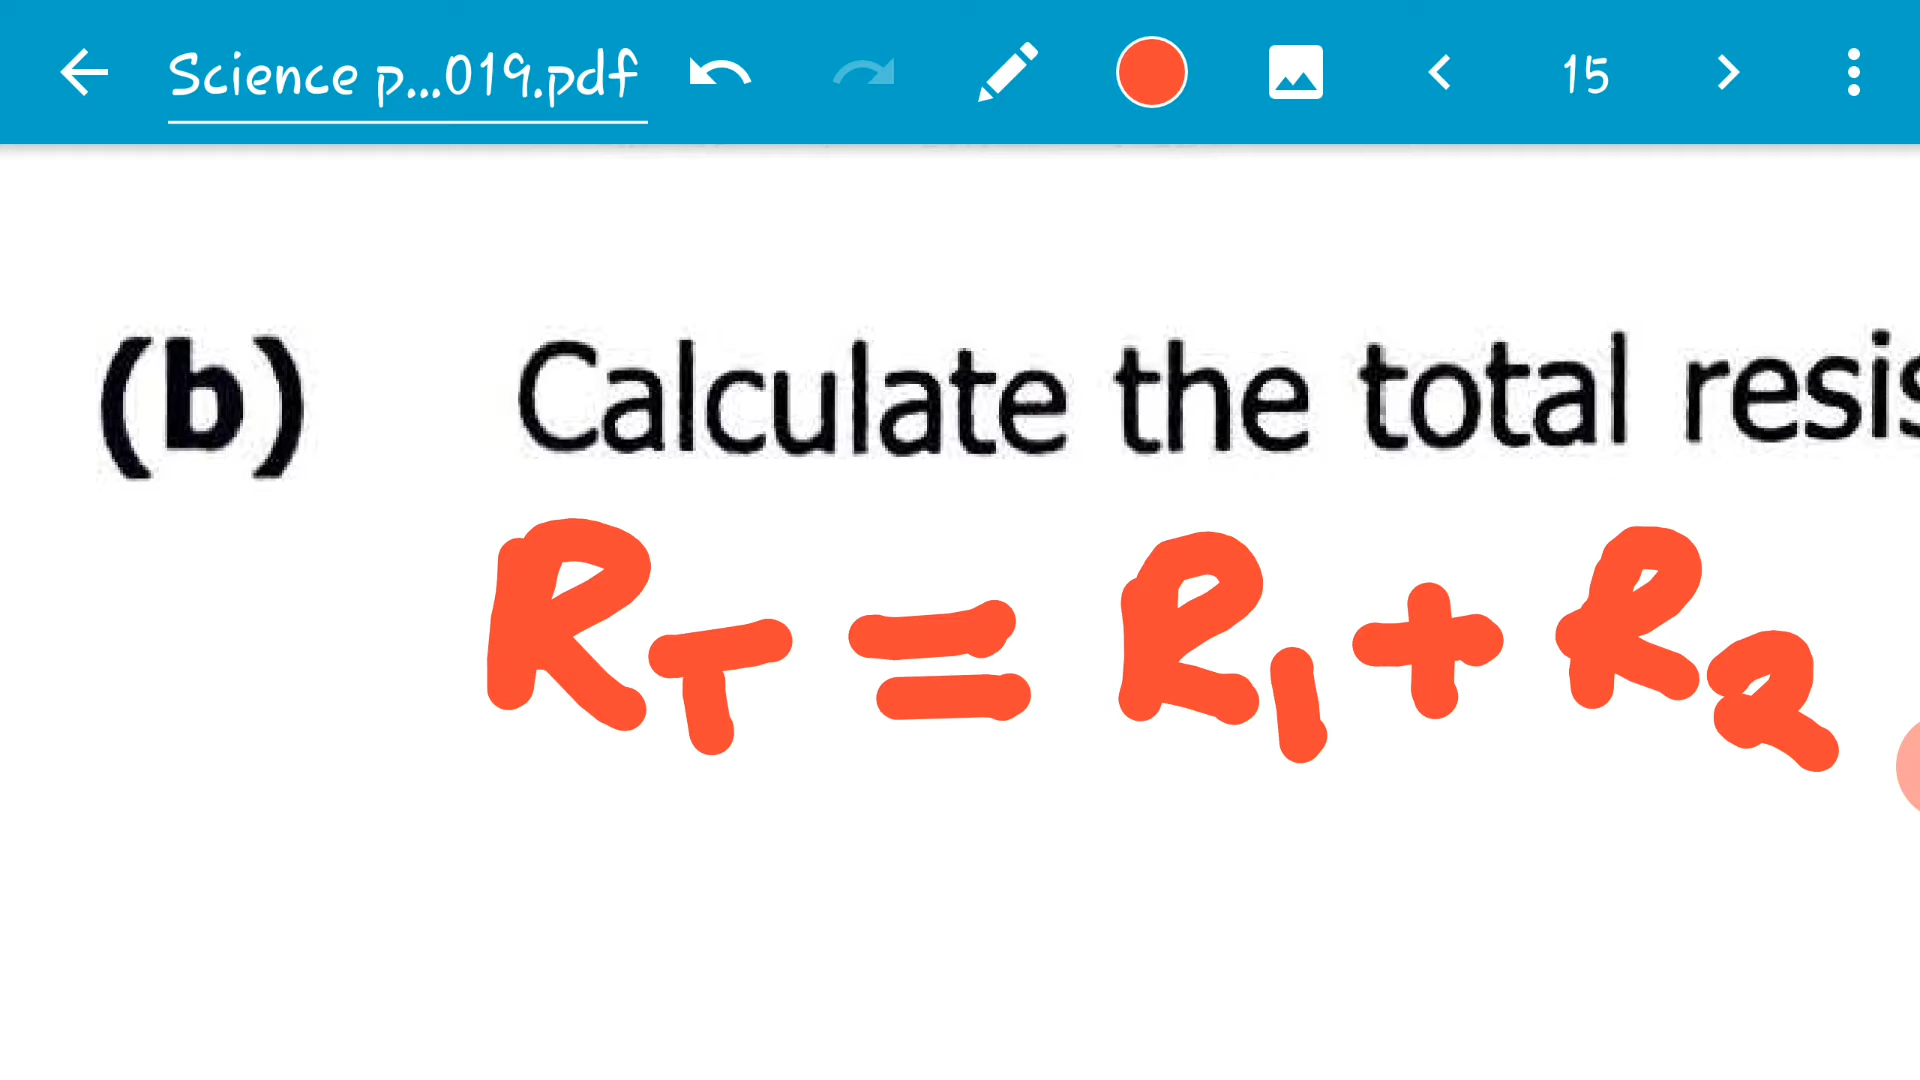 Science p...019.pdf 15
(b) Calculate the total resis
RT = R1 + R2